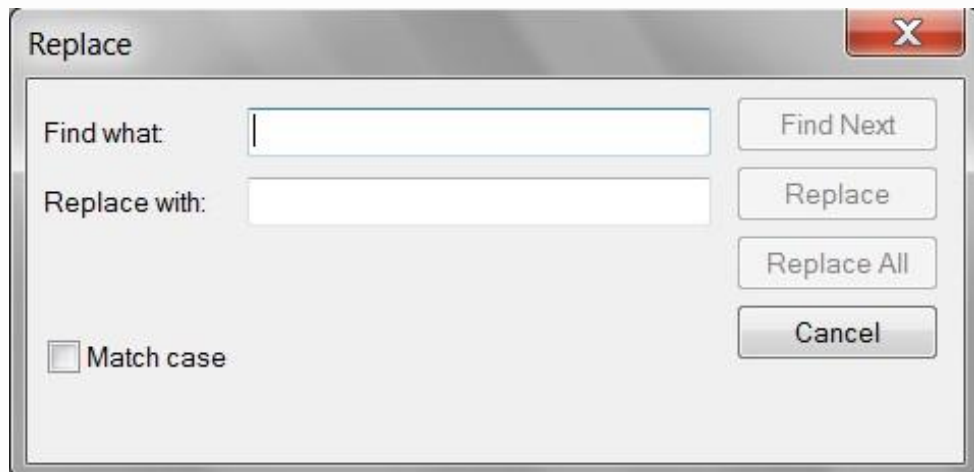 Replace
Find what:
Find Next
Replace with:
Replace
Replace All
Cancel
Match case